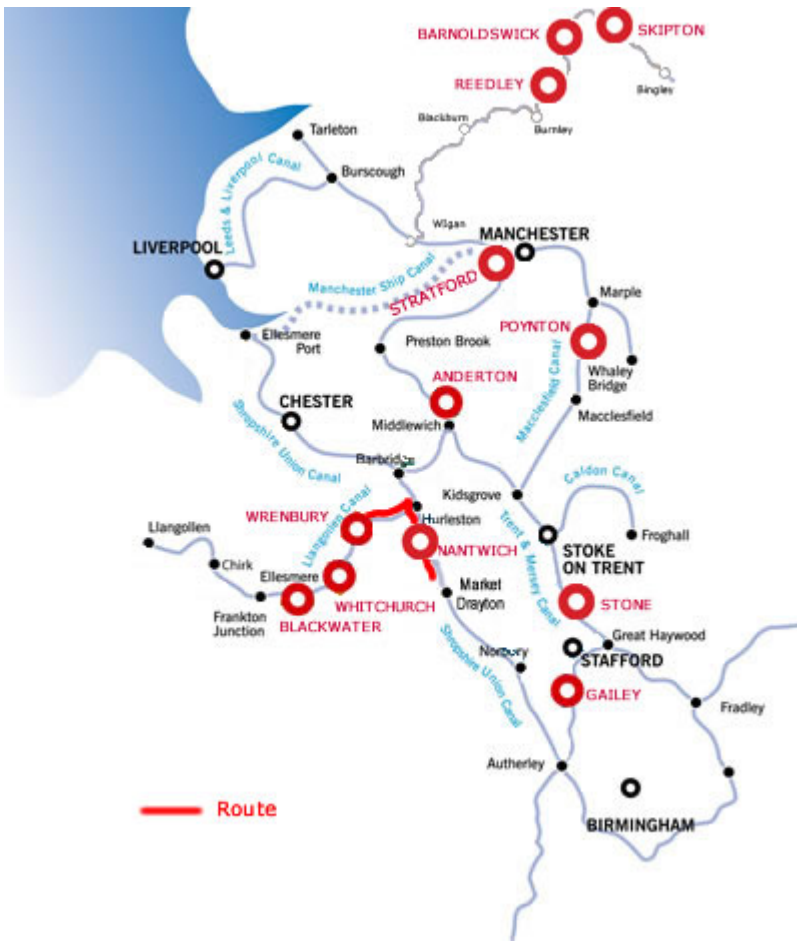 BARNOLDSWICK
SKIPTON
REEDLEY
Bingley
Blackburn
Burnley
Tarleton
Burscough
Leeds & Liverpool Canal
Wigan
MANCHESTER
LIVERPOOL
Manchester Ship Canal
STRATFORD
Marple
Ellesmere
Port
Preston Brook
POYNTON
Whaley
Bridge
ANDERTON
Macclesfield Canal
CHESTER
Macclesfield
Middlewich
Shropshire Union Canal
Barbridge
Kidsgrove
Caldon Canal
WRENBURY
Llangollen Canal
Hurleston
Llangollen
NANTWICH
Trent & Mersey Canal
STOKE
ON TRENT
Froghall
Chirk
Ellesmere
Market
Drayton
WHITCHURCH
STONE
Frankton
Junction
BLACKWATER
Great Haywood
Norbury
STAFFORD
Shropshire Union Canal
GAILEY
Fradley
Autherley
Route
BIRMINGHAM